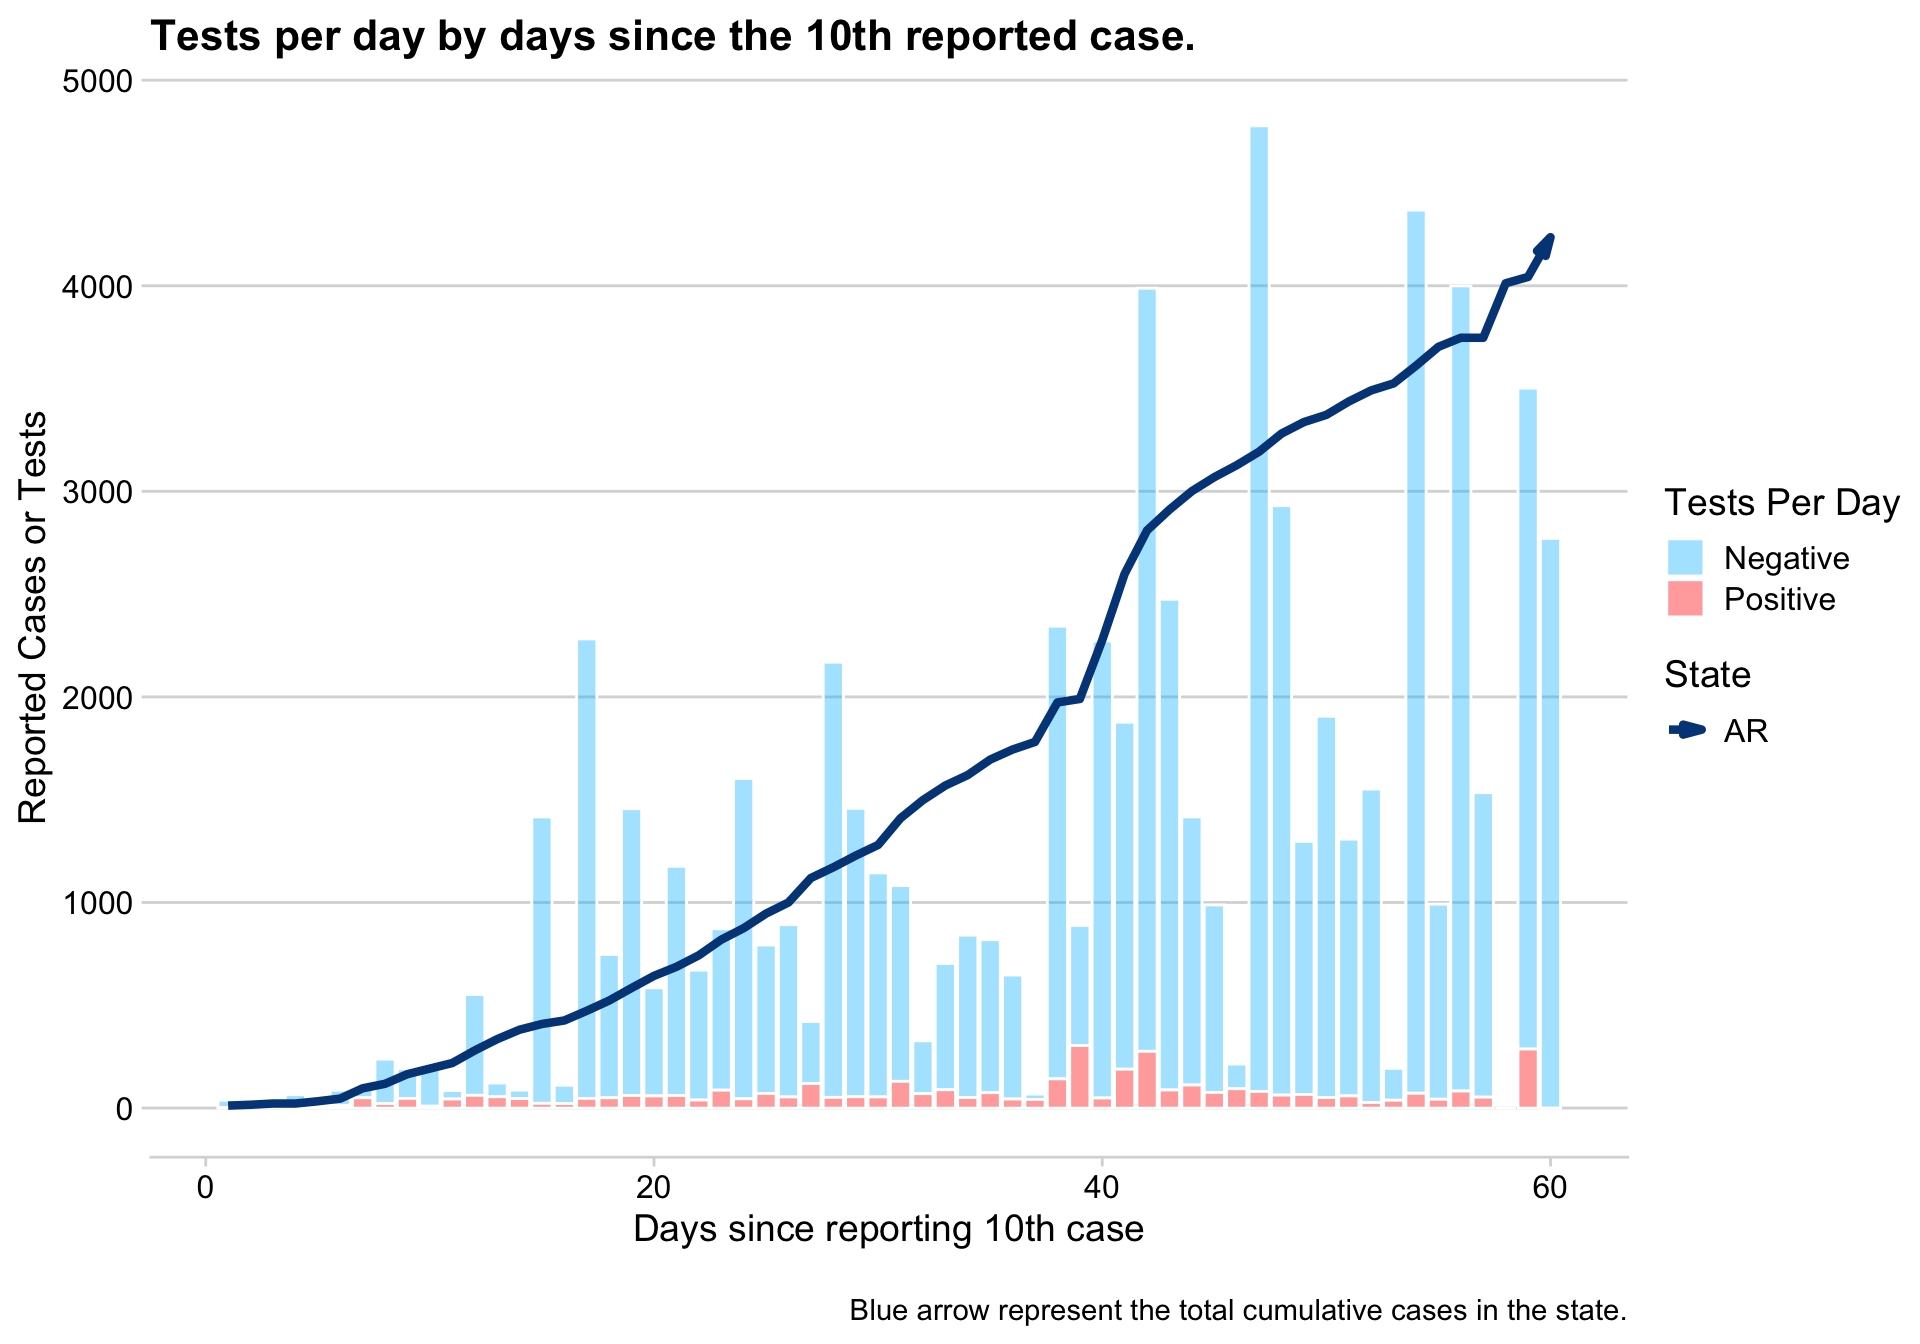 Tests per day by days since the 10th reported case.
5000
4000
3000
2000
1000
0
Reported Cases or Tests
0 20 40 60
Days since reporting 10th case
Tests Per Day
Negative
Positive
State
AR
Blue arrow represent the total cumulative cases in the state.